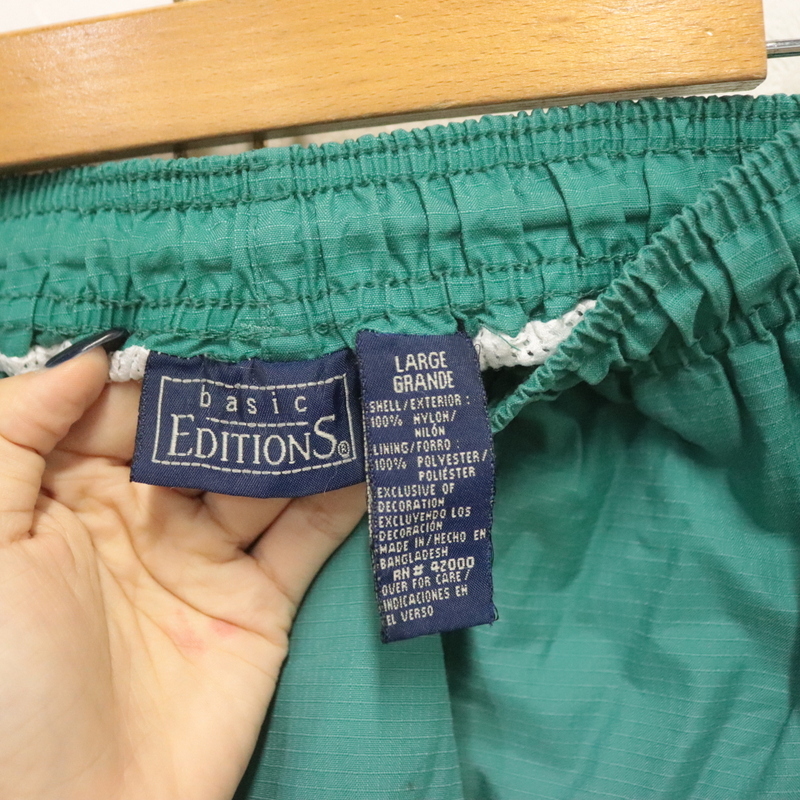 basic
EDITIONS®
LARGE
GRANDE
SHELL/EXTERIOR:
100% NYLON/
NILÓN
LINING/FORRO:
100% POLYESTER/
POLIÉSTER
EXCLUSIVE OF
DECORATION
EXCLUYENDO LOS
DECORACIÓN
MADE IN/HECHO EN
BANGLADESH
RN# 42000
OVER FOR CARE/
INDICACIONES EN
EL VERSO